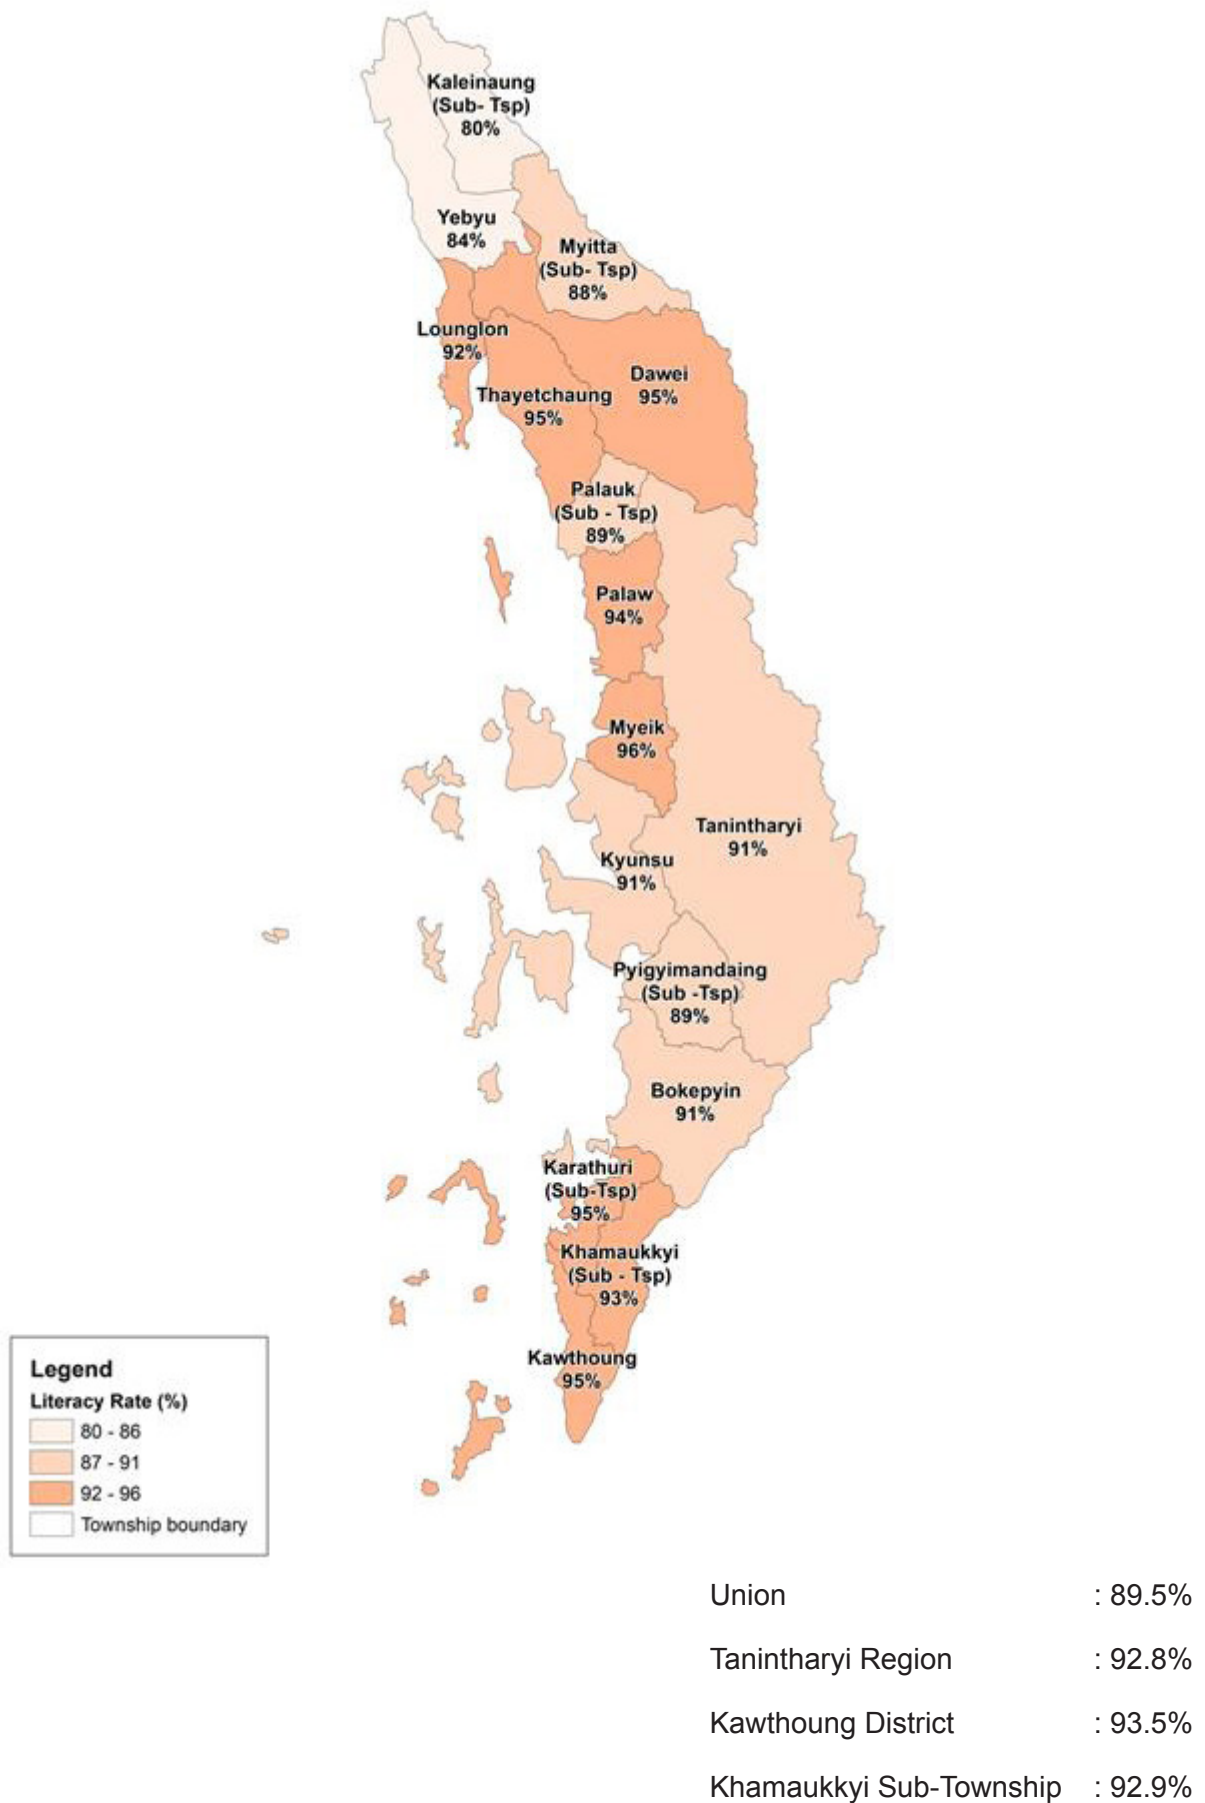 Kaleinaung
(Sub- Tsp)
80%
Yebyu
84%
Myitta
(Sub- Tsp)
88%
Lounglon
92%
Thayetchaung
95%
Dawei
95%
Palauk
(Sub - Tsp)
89%
Palaw
94%
Myeik
96%
Tanintharyi
91%
Kyunsu
91%
Pyigyimandaing
(Sub -Tsp)
89%
Bokepyin
91%
Karathuri
(Sub-Tsp)
95%
Khamaukkyi
(Sub - Tsp)
93%
Kawthoung
95%
Legend
Literacy Rate (%)
80 - 86
87 - 91
92 - 96
Township boundary
Union : 89.5%
Tanintharyi Region : 92.8%
Kawthoung District : 93.5%
Khamaukkyi Sub-Township : 92.9%